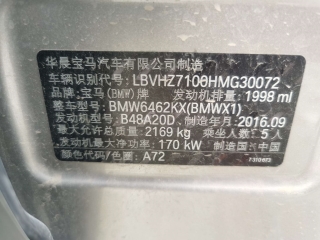 华晨宝马汽车有限公司制造
车辆识别代号: LBVHZ7108HMG30072
品牌: 宝马(BMW)牌 发动机排量: 1998 ml
整车型号: BMW6462KX(BMWX1)
发动机型号: B48A20D 制造年月: 2016.09
最大允许总质量: 2169 kg 乘坐人数: 5 人
发动机最大净功率: 170 kW 制造国: 中国
颜色代码/色圈: A72